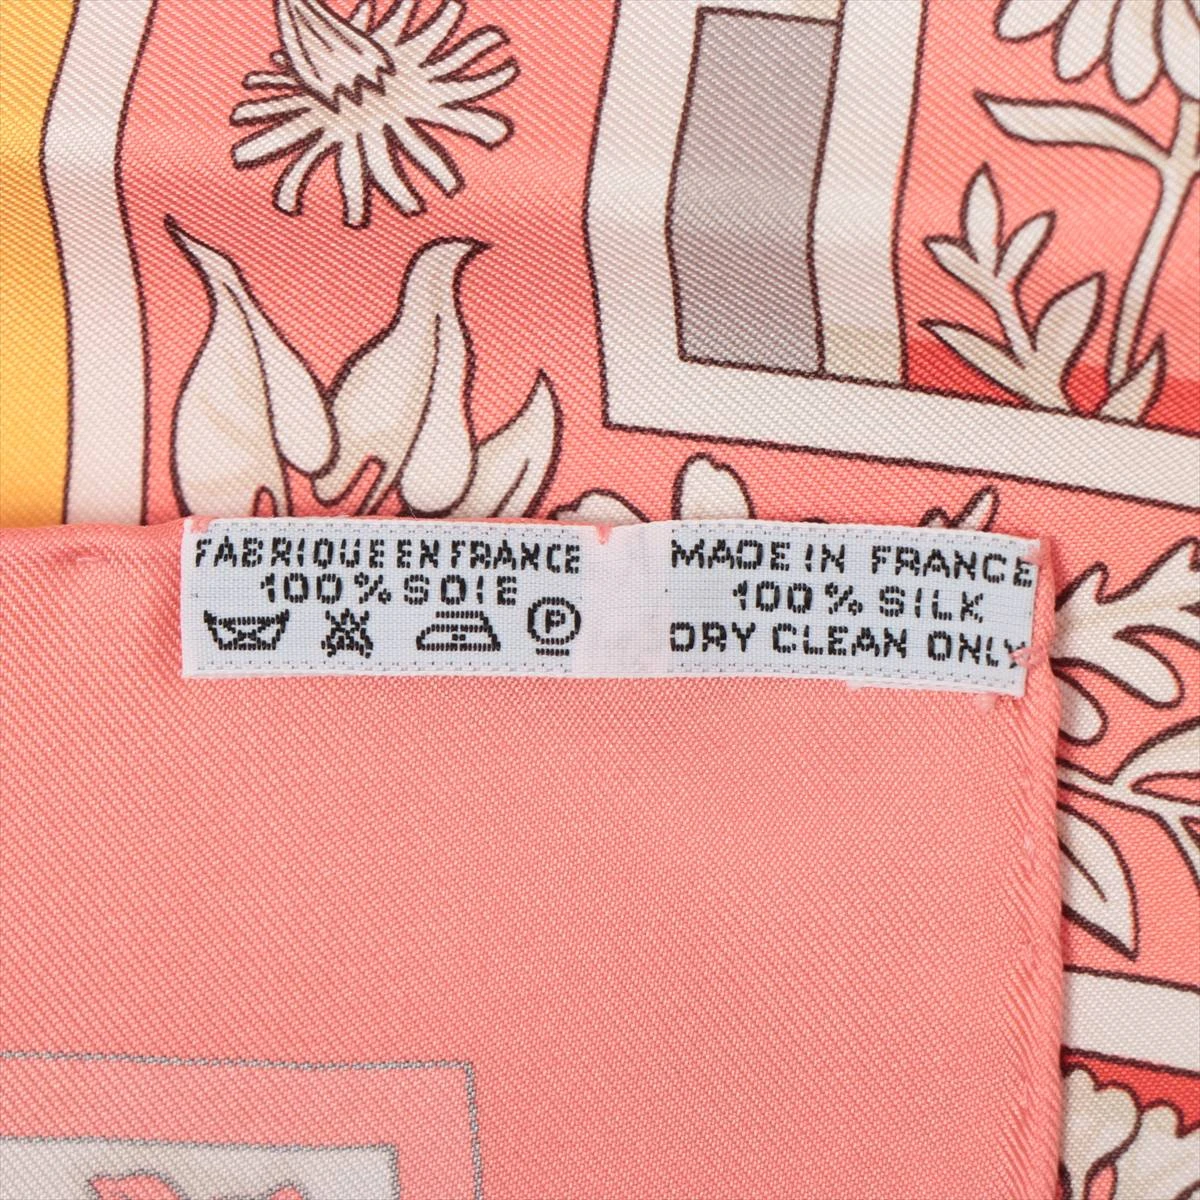 FABRIQUE EN FRANCE
100% SOIE
P
MADE IN FRANCE
100% SILK
DRY CLEAN ONLY